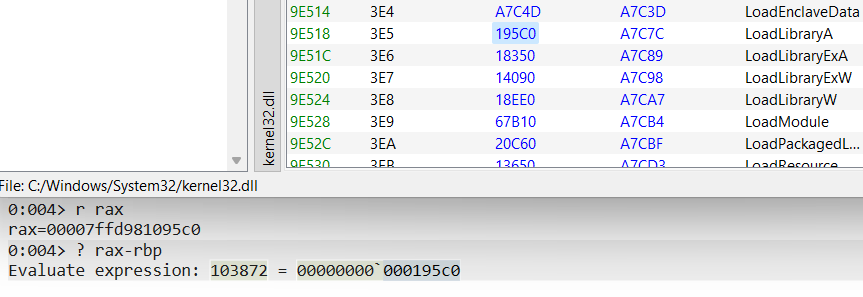 9E514 3E4 A7C4D A7C3D LoadEnclaveData
9E518 3E5 195C0 A7C7C LoadLibraryA
9E51C 3E6 18350 A7C89 LoadLibraryExA
9E520 3E7 14090 A7C98 LoadLibraryExW
9E524 3E8 18EE0 A7CA7 LoadLibraryW
9E528 3E9 67B10 A7CB4 LoadModule
9E52C 3EA 20C60 A7CBF LoadPackagedL...
9E530 3EB 13650 A7CD3 LoadResource
kernel32.dll
File: C:/Windows/System32/kernel32.dll
0:004> r rax
rax=00007ffd981095c0
0:004> ? rax-rbp
Evaluate expression: 103872 = 00000000`000195c0